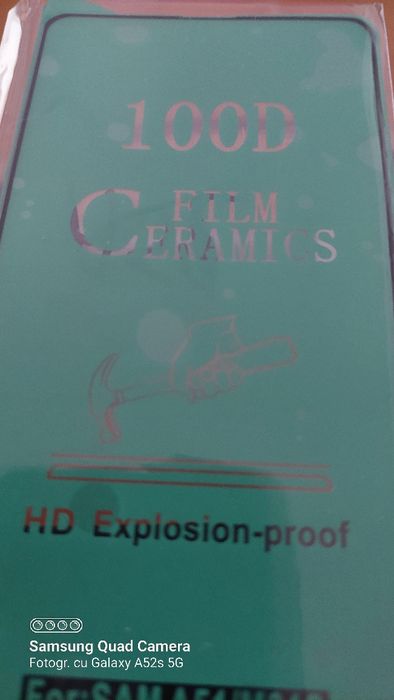 100D
FILM
CERAMICS
HD Explosion-proof
Samsung Quad Camera
Fotogr. cu Galaxy A52s 5G